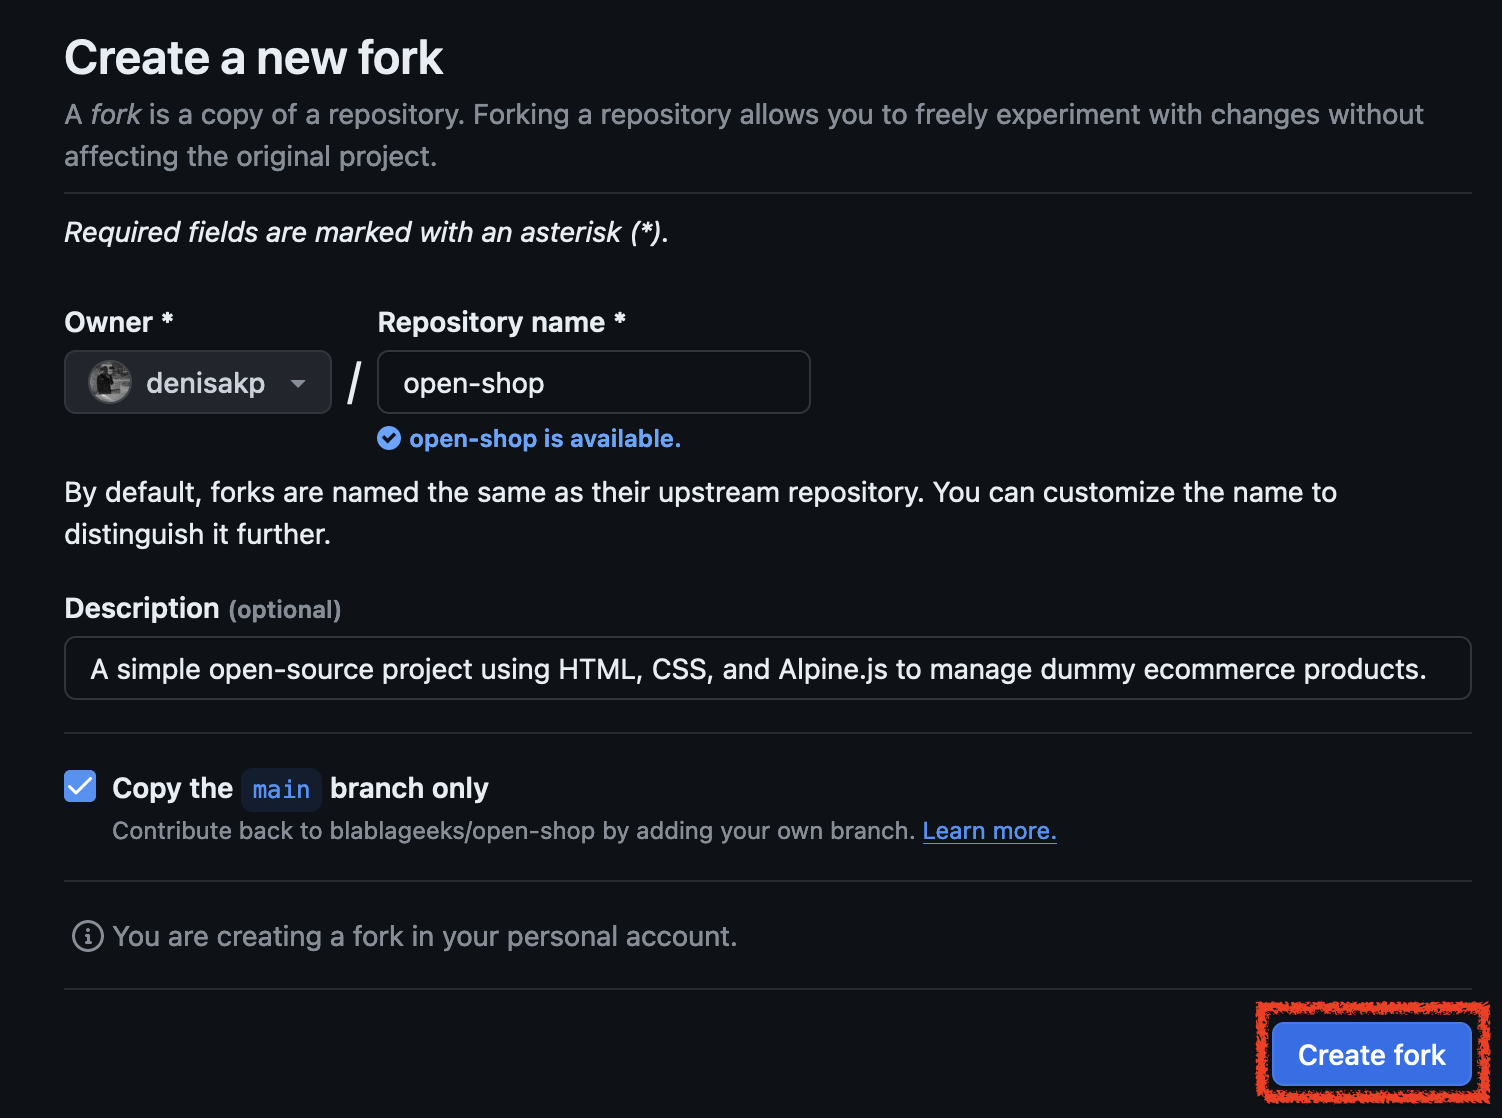 Create a new fork
A fork is a copy of a repository. Forking a repository allows you to freely experiment with changes without
affecting the original project.
Required fields are marked with an asterisk (*).
Owner *
Repository name *
denisakp
/
open-shop
open-shop is available.
By default, forks are named the same as their upstream repository. You can customize the name to
distinguish it further.
Description (optional)
A simple open-source project using HTML, CSS, and Alpine.js to manage dummy ecommerce products.
Copy the main branch only
Contribute back to blablageeks/open-shop by adding your own branch. Learn more.
You are creating a fork in your personal account.
Create fork